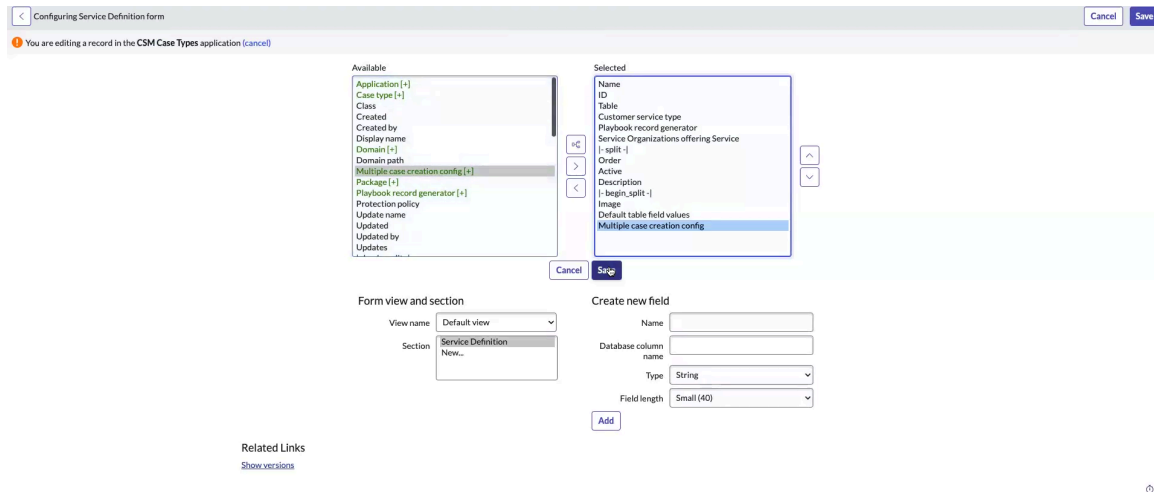 Configuring Service Definition form
Cancel
Save
You are editing a record in the CSM Case Types application (cancel)
Available
Application [+]
Case type [+]
Class
Created
Created by
Display name
Domain [+]
Domain path
Multiple case creation config [+]
Package [+]
Playbook record generator [+]
Protection policy
Update name
Updated
Updated by
Updates
Selected
Name
ID
Table
Customer service type
Playbook record generator
Service Organizations offering Service
|- split -|
Order
Active
Description
|- begin_split -|
Image
Default table field values
Multiple case creation config
Cancel
Save
Form view and section
View name
Default view
Section
Service Definition
New...
Create new field
Name
Database column
name
Type
String
Field length
Small (40)
Add
Related Links
Show versions